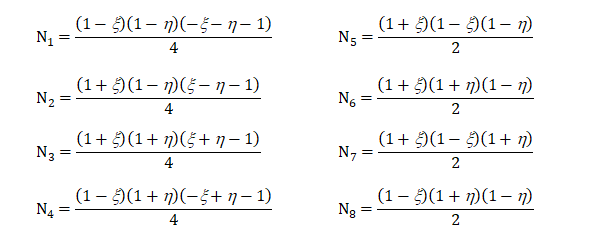 N₁ = (1 − ξ)(1 − η)(−ξ − η − 1) / 4    N₅ = (1 + ξ)(1 − ξ)(1 − η) / 2
N₂ = (1 + ξ)(1 − η)(ξ − η − 1) / 4    N₆ = (1 + ξ)(1 + η)(1 − η) / 2
N₃ = (1 + ξ)(1 + η)(ξ + η − 1) / 4    N₇ = (1 + ξ)(1 − ξ)(1 + η) / 2
N₄ = (1 − ξ)(1 + η)(−ξ + η − 1) / 4    N₈ = (1 − ξ)(1 + η)(1 − η) / 2